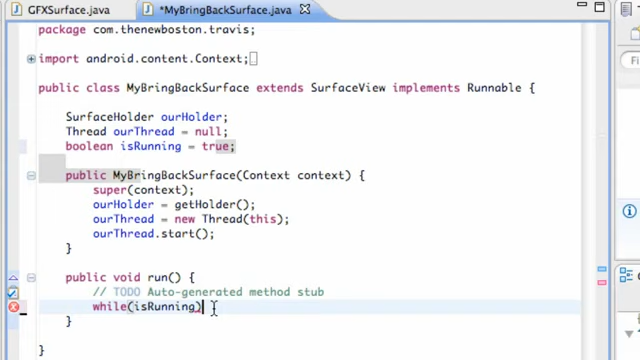 GFXSurface.java
*MyBringBackSurface.java
package com.thenewboston.travis;
import android.content.Context;
public class MyBringBackSurface extends SurfaceView implements Runnable {
SurfaceHolder ourHolder;
Thread ourThread = null;
boolean isRunning = true;
public MyBringBackSurface(Context context) {
super(context);
ourHolder = getHolder();
ourThread = new Thread(this);
ourThread.start();
}
public void run() {
// TODO Auto-generated method stub
while(isRunning)
}
}
Fi